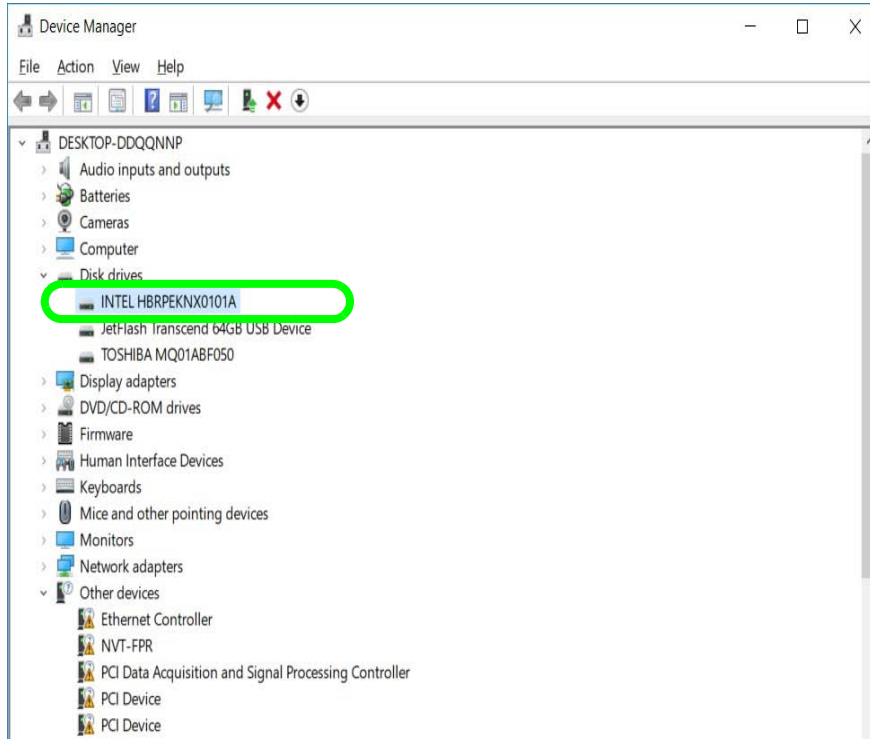 Device Manager
File Action View Help
DESKTOP-DDQQNNP
Audio inputs and outputs
Batteries
Cameras
Computer
Disk drives
INTEL HBRPEKNX0101A
JetFlash Transcend 64GB USB Device
TOSHIBA MQ01ABF050
Display adapters
DVD/CD-ROM drives
Firmware
Human Interface Devices
Keyboards
Mice and other pointing devices
Monitors
Network adapters
Other devices
Ethernet Controller
NVT-FPR
PCI Data Acquisition and Signal Processing Controller
PCI Device
PCI Device